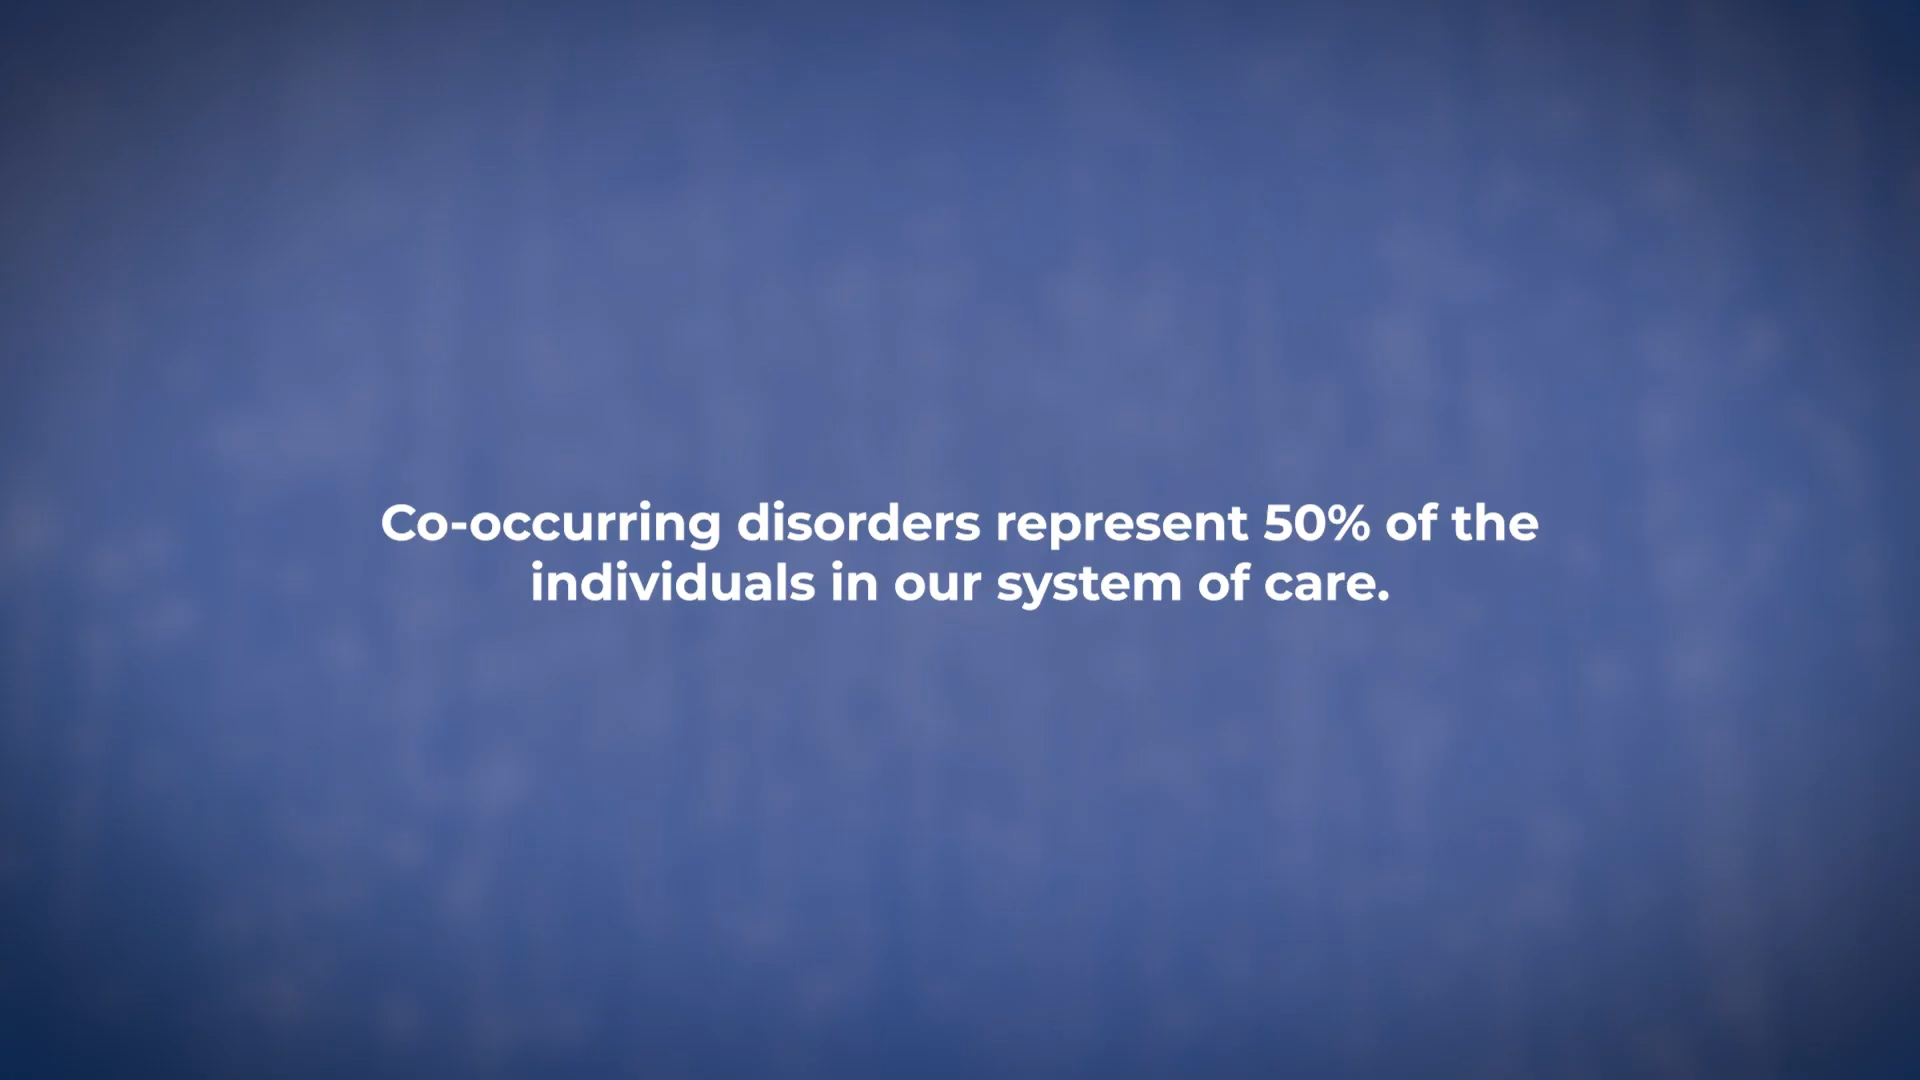 Co-occurring disorders represent 50% of the
individuals in our system of care.